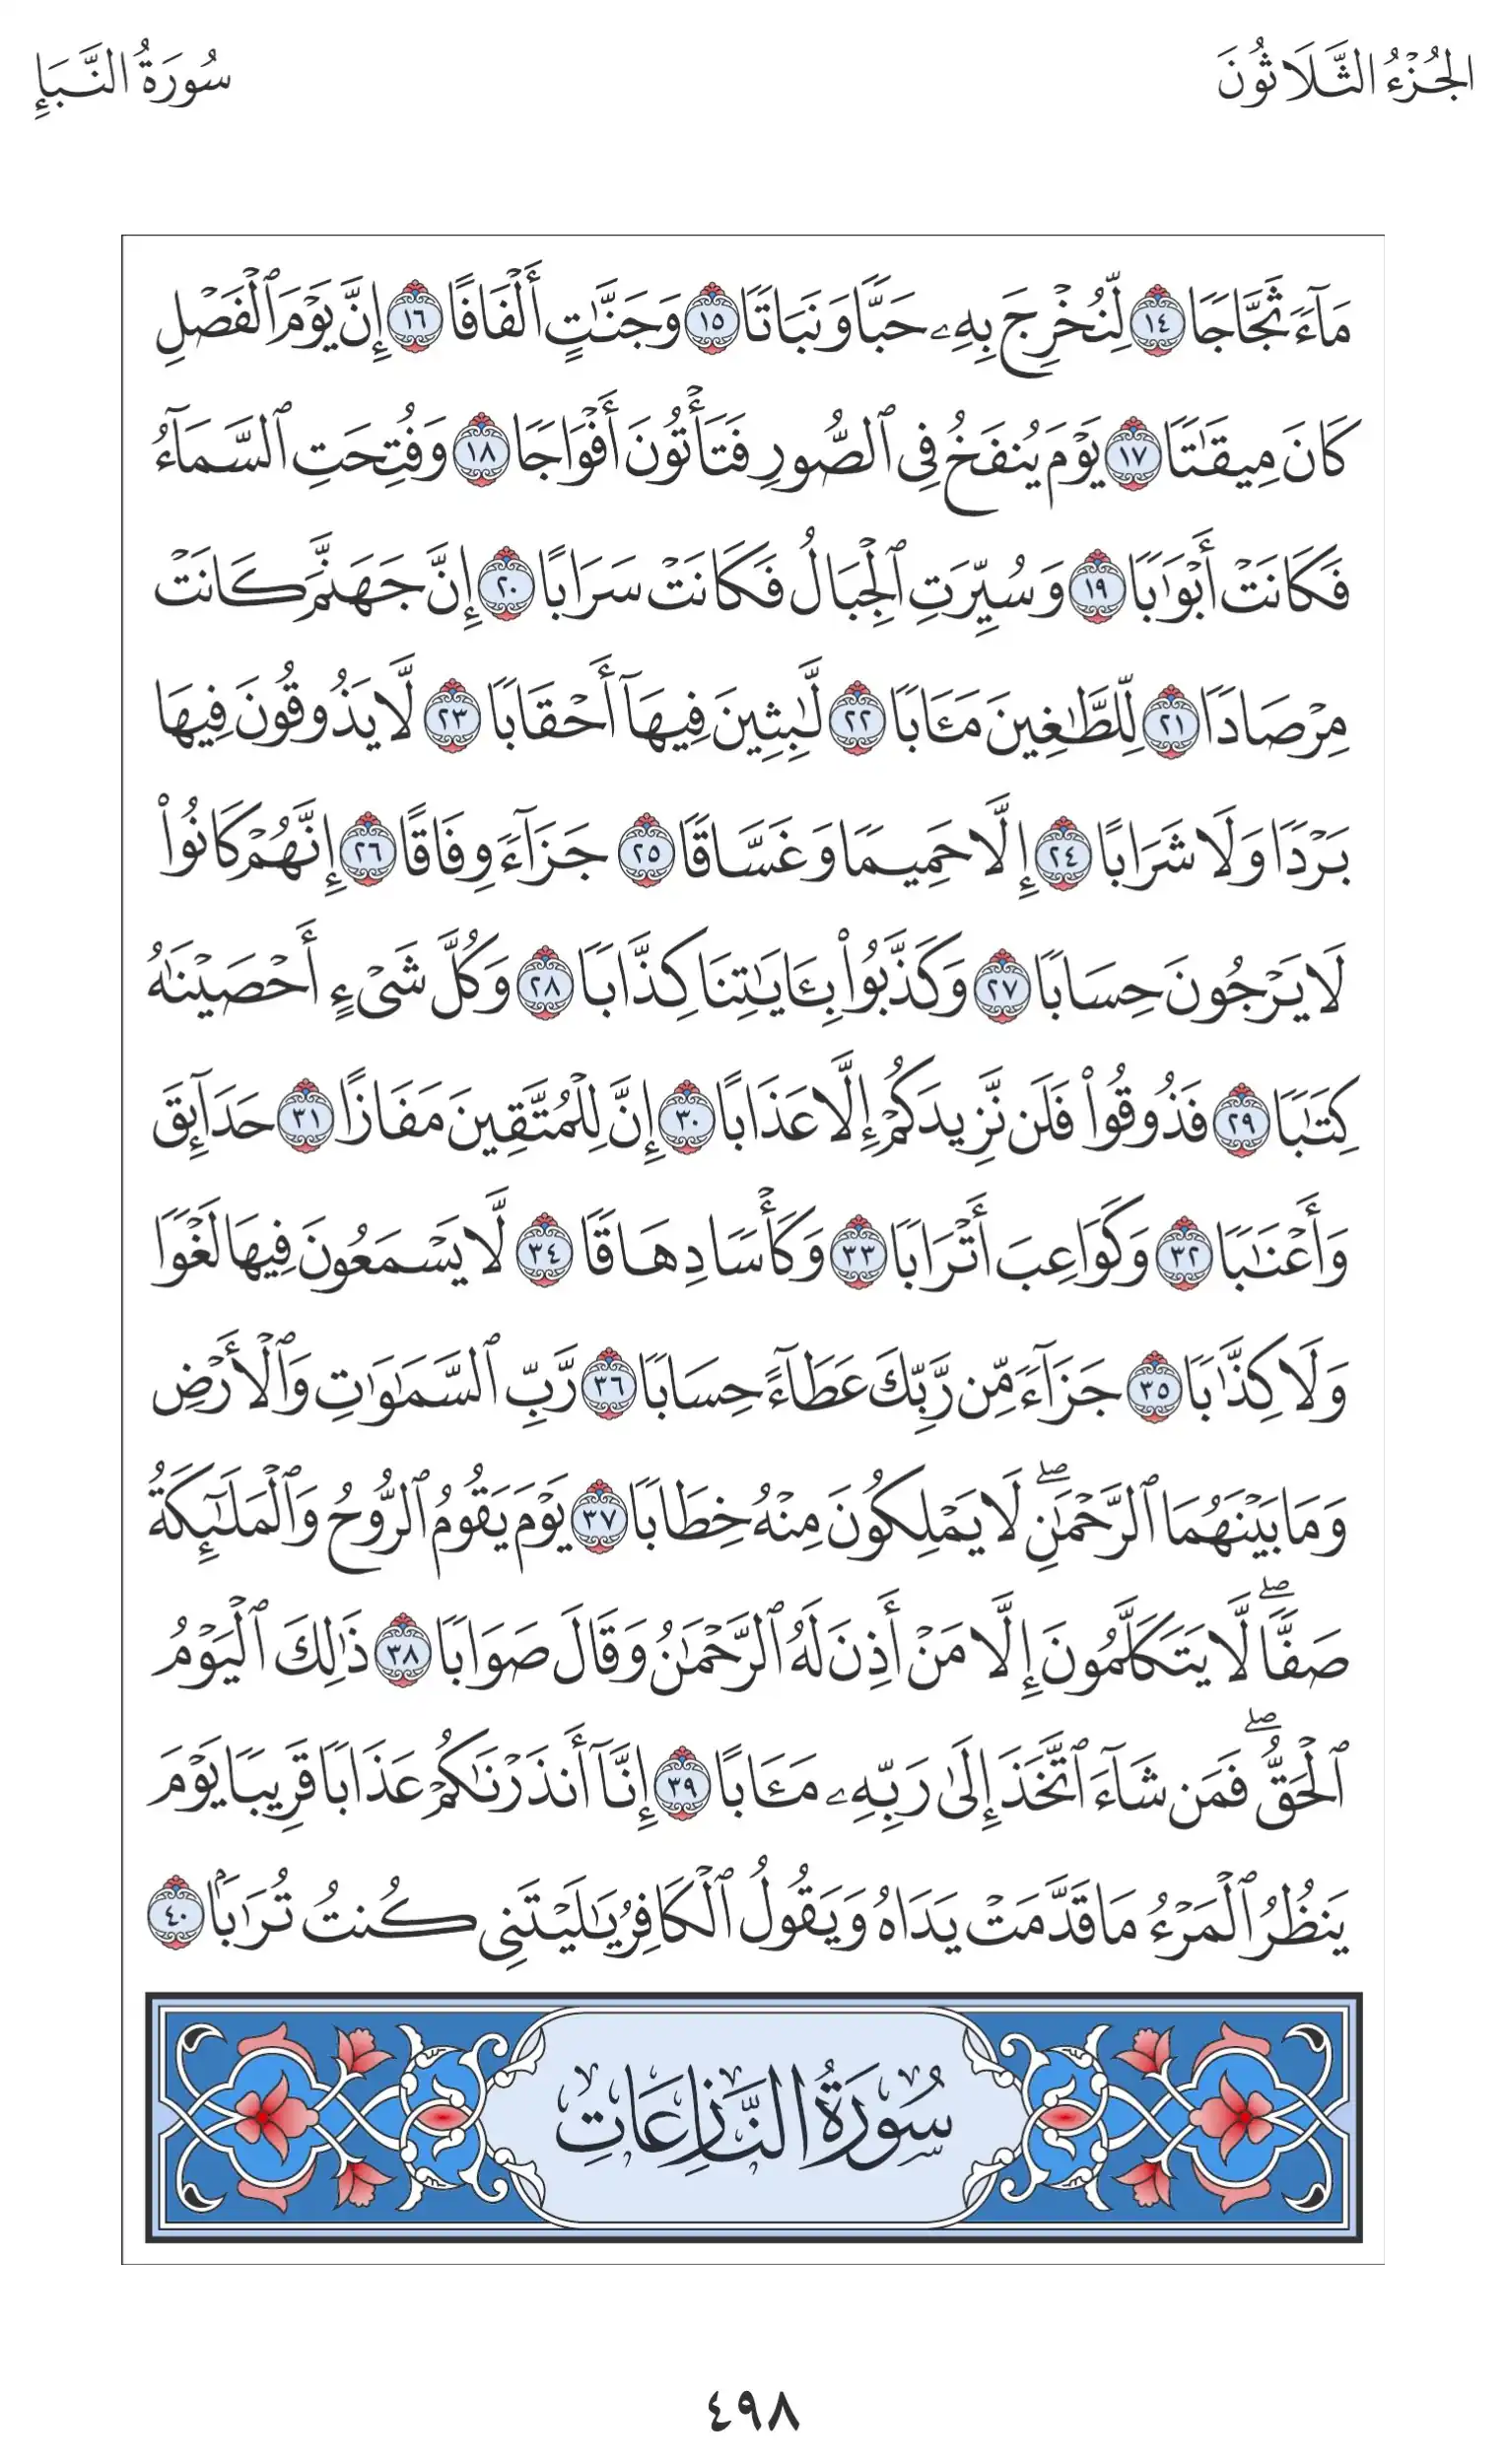 الجُزْءُ الثَّلَاثُونَ
سُورَةُ النَّبَإِ
مَآءً ثَجَّاجًا ١٤ لِّنُخْرِجَ بِهِۦ حَبًّا وَنَبَاتًا ١٥ وَجَنَّٰتٍ أَلْفَافًا ١٦ إِنَّ يَوْمَ ٱلْفَصْلِ
كَانَ مِيقَٰتًا ١٧ يَوْمَ يُنفَخُ فِى ٱلصُّورِ فَتَأْتُونَ أَفْوَاجًا ١٨ وَفُتِحَتِ ٱلسَّمَآءُ
فَكَانَتْ أَبْوَٰبًا ١٩ وَسُيِّرَتِ ٱلْجِبَالُ فَكَانَتْ سَرَابًا ٢٠ إِنَّ جَهَنَّمَ كَانَتْ
مِرْصَادًا ٢١ لِّلطَّٰغِينَ مَـَٔابًا ٢٢ لَّٰبِثِينَ فِيهَآ أَحْقَابًا ٢٣ لَّا يَذُوقُونَ فِيهَا
بَرْدًا وَلَا شَرَابًا ٢٤ إِلَّا حَمِيمًا وَغَسَّاقًا ٢٥ جَزَآءً وِفَاقًا ٢٦ إِنَّهُمْ كَانُوا۟
لَا يَرْجُونَ حِسَابًا ٢٧ وَكَذَّبُوا۟ بِـَٔايَٰتِنَا كِذَّابًا ٢٨ وَكُلَّ شَىْءٍ أَحْصَيْنَٰهُ
كِتَٰبًا ٢٩ فَذُوقُوا۟ فَلَن نَّزِيدَكُمْ إِلَّا عَذَابًا ٣٠ إِنَّ لِلْمُتَّقِينَ مَفَازًا ٣١ حَدَآئِقَ
وَأَعْنَٰبًا ٣٢ وَكَوَاعِبَ أَتْرَابًا ٣٣ وَكَأْسًا دِهَاقًا ٣٤ لَّا يَسْمَعُونَ فِيهَا لَغْوًا
وَلَا كِذَّٰبًا ٣٥ جَزَآءً مِّن رَّبِّكَ عَطَآءً حِسَابًا ٣٦ رَّبِّ ٱلسَّمَٰوَٰتِ وَٱلْأَرْضِ
وَمَا بَيْنَهُمَا ٱلرَّحْمَٰنِ ۖ لَا يَمْلِكُونَ مِنْهُ خِطَابًا ٣٧ يَوْمَ يَقُومُ ٱلرُّوحُ وَٱلْمَلَٰٓئِكَةُ
صَفًّا ۖ لَّا يَتَكَلَّمُونَ إِلَّا مَنْ أَذِنَ لَهُ ٱلرَّحْمَٰنُ وَقَالَ صَوَابًا ٣٨ ذَٰلِكَ ٱلْيَوْمُ
ٱلْحَقُّ ۖ فَمَن شَآءَ ٱتَّخَذَ إِلَىٰ رَبِّهِۦ مَـَٔابًا ٣٩ إِنَّآ أَنذَرْنَٰكُمْ عَذَابًا قَرِيبًا يَوْمَ
يَنظُرُ ٱلْمَرْءُ مَا قَدَّمَتْ يَدَاهُ وَيَقُولُ ٱلْكَافِرُ يَٰلَيْتَنِى كُنتُ تُرَٰبًۢا ٤٠
سُورَةُ النَّازِعَاتِ
٤٩٨